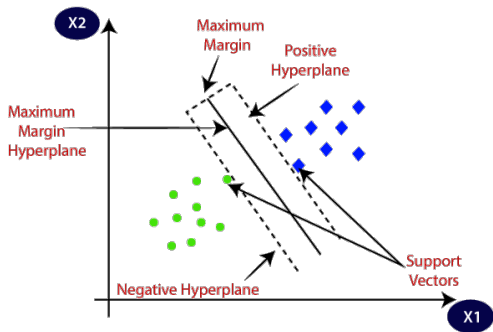 X2
Maximum
Margin
Positive
Hyperplane
Maximum
Margin
Hyperplane
Support
Vectors
Negative Hyperplane
X1